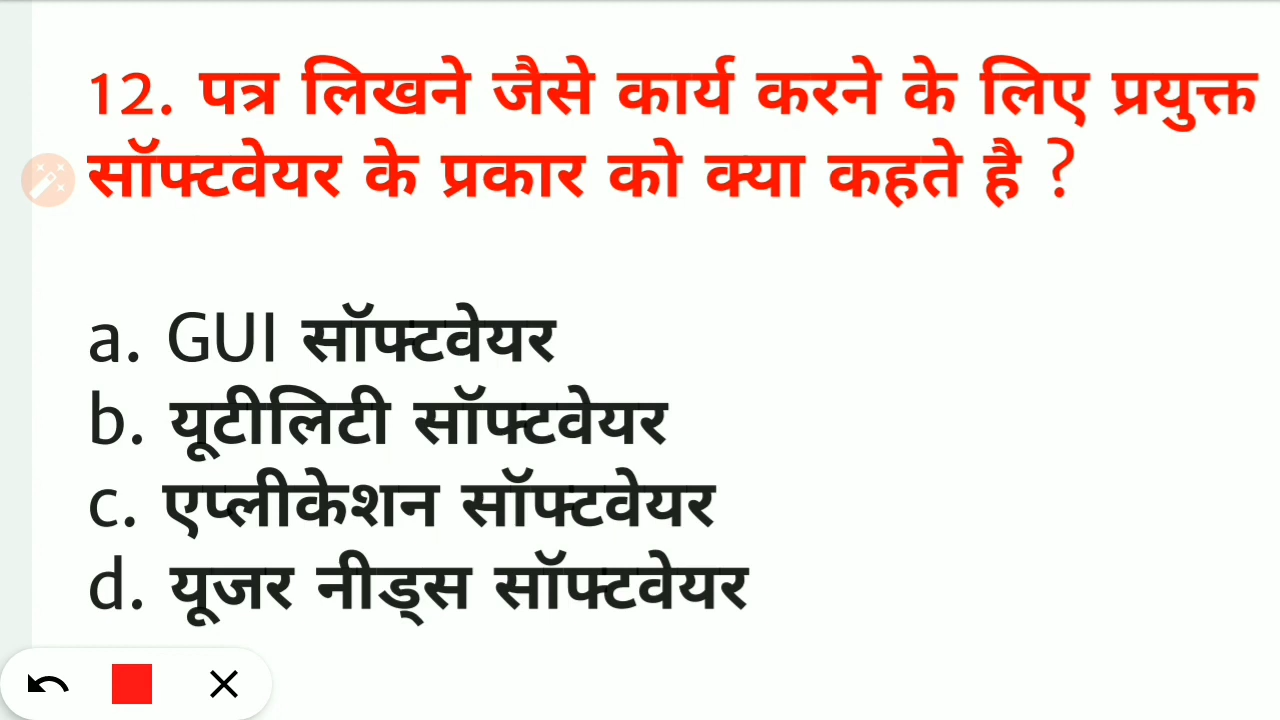 12. पत्र लिखने जैसे कार्य करने के लिए प्रयुक्त
सॉफ्टवेयर के प्रकार को क्या कहते है ?
a. GUI सॉफ्टवेयर
b. यूटीलिटी सॉफ्टवेयर
c. एप्लीकेशन सॉफ्टवेयर
d. यूजर नीड्स सॉफ्टवेयर